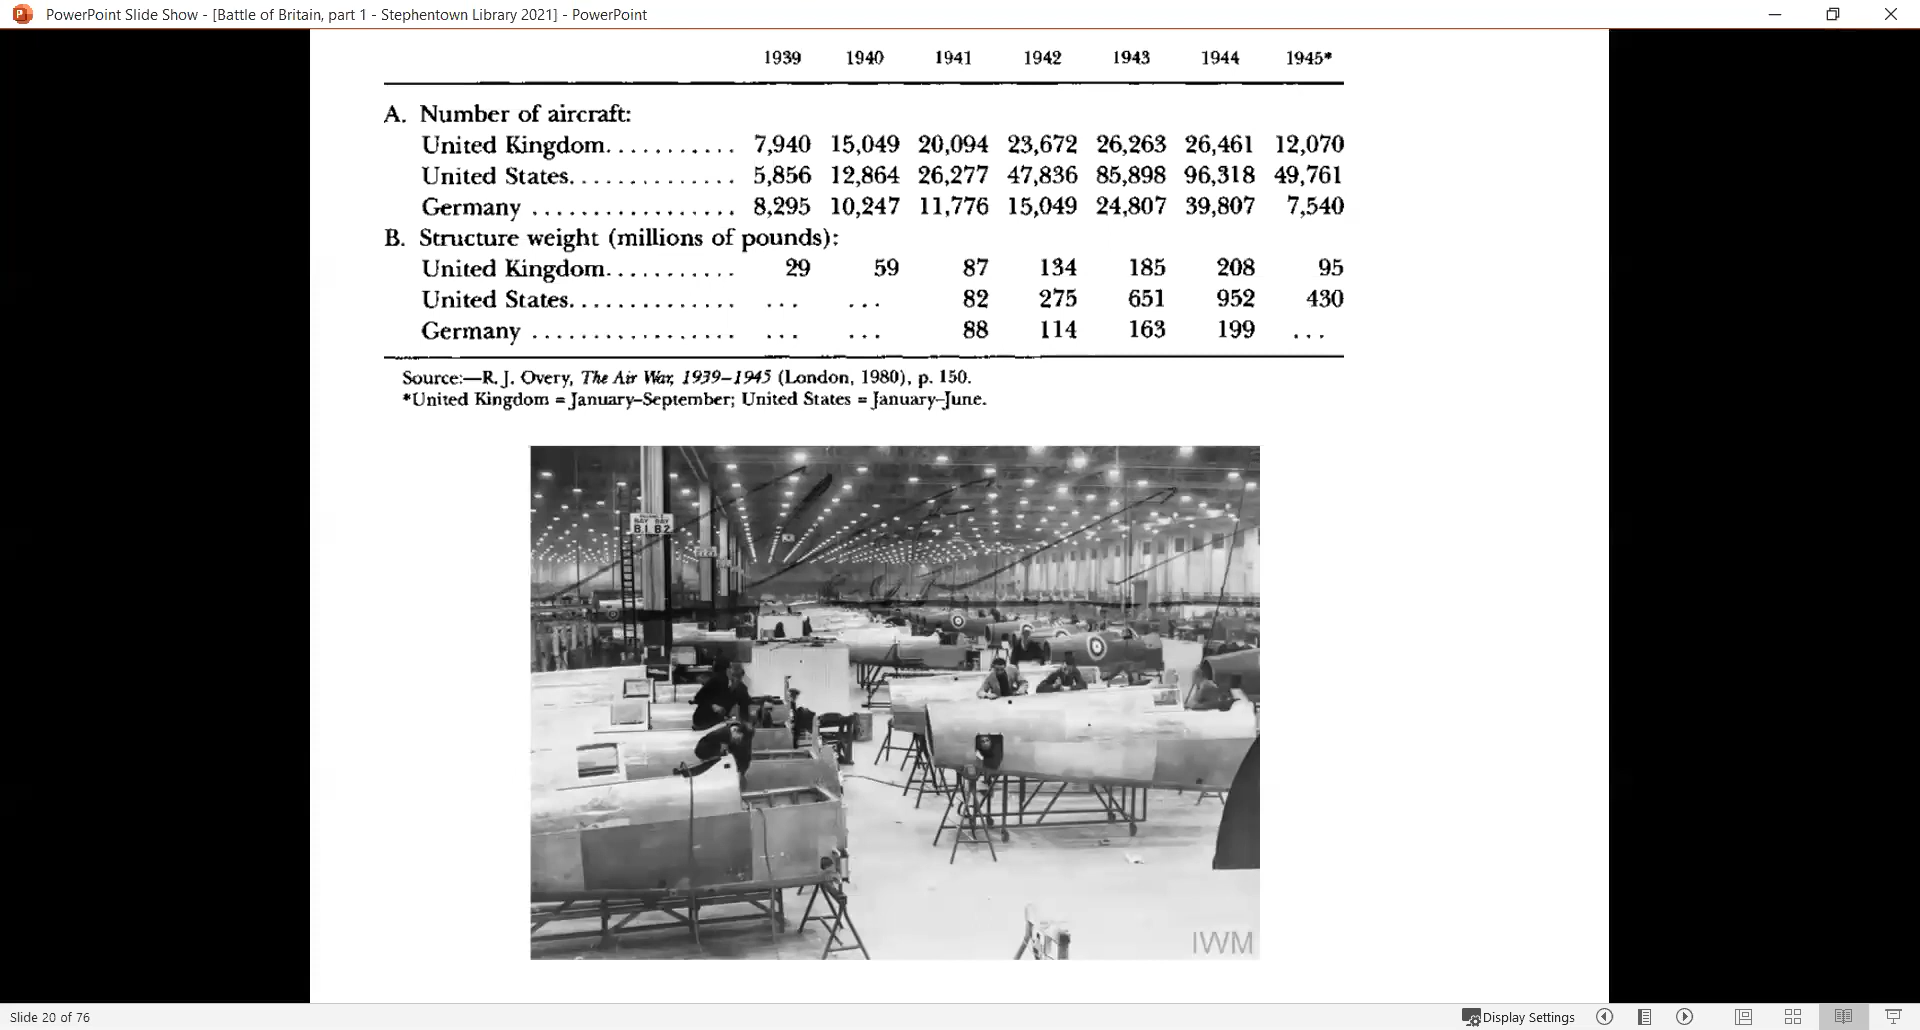 PowerPoint Slide Show - [Battle of Britain, part 1 - Stephentown Library 2021] - PowerPoint
1939 1940 1941 1942 1943 1944 1945*
A. Number of aircraft:
United Kingdom........... 7,940 15,049 20,094 23,672 26,263 26,461 12,070
United States.............. 5,856 12,864 26,277 47,836 85,898 96,318 49,761
Germany ................. 8,295 10,247 11,776 15,049 24,807 39,807 7,540
B. Structure weight (millions of pounds):
United Kingdom........... 29 59 87 134 185 208 95
United States.............. ... ... 82 275 651 952 430
Germany ................. ... ... 88 114 163 199 ...
Source:—R. J. Overy, The Air War, 1939–1945 (London, 1980), p. 150.
*United Kingdom = January–September; United States = January–June.
BAY BAY
B1 B2
IWM
Slide 20 of 76
Display Settings